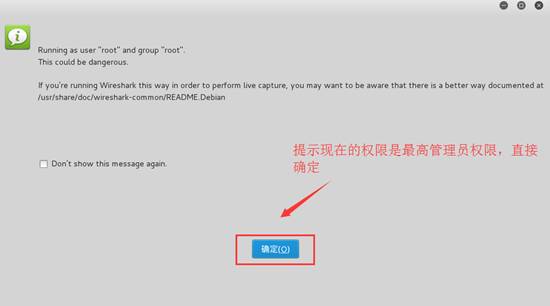 Running as user "root" and group "root".
This could be dangerous.
If you're running Wireshark this way in order to perform live capture, you may want to be aware that there is a better way documented at
/usr/share/doc/wireshark-common/README.Debian
提示现在的权限是最高管理员权限，直接
确定
Don't show this message again.
确定(O)